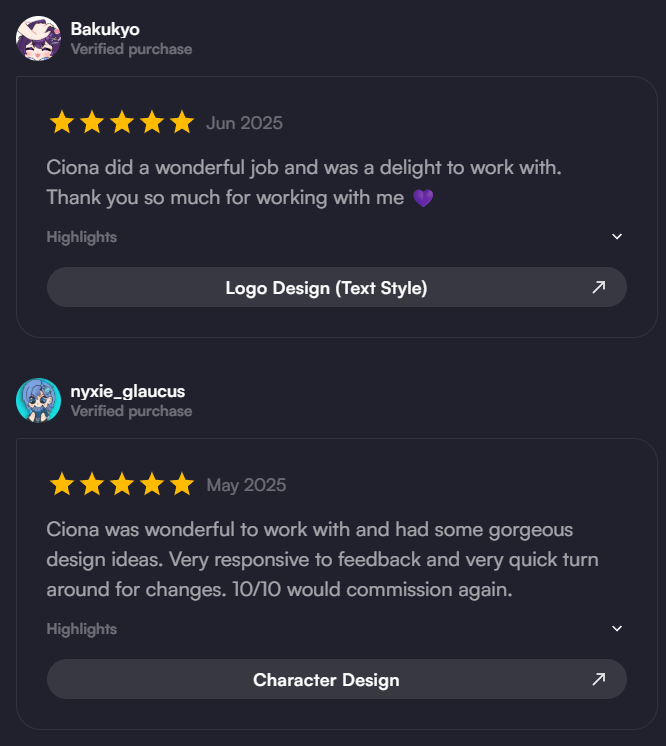 Bakukyo
Verified purchase
Jun 2025
Ciona did a wonderful job and was a delight to work with.
Thank you so much for working with me 💜
Highlights
Logo Design (Text Style)
nyxie_glaucus
Verified purchase
May 2025
Ciona was wonderful to work with and had some gorgeous
design ideas. Very responsive to feedback and very quick turn
around for changes. 10/10 would commission again.
Highlights
Character Design